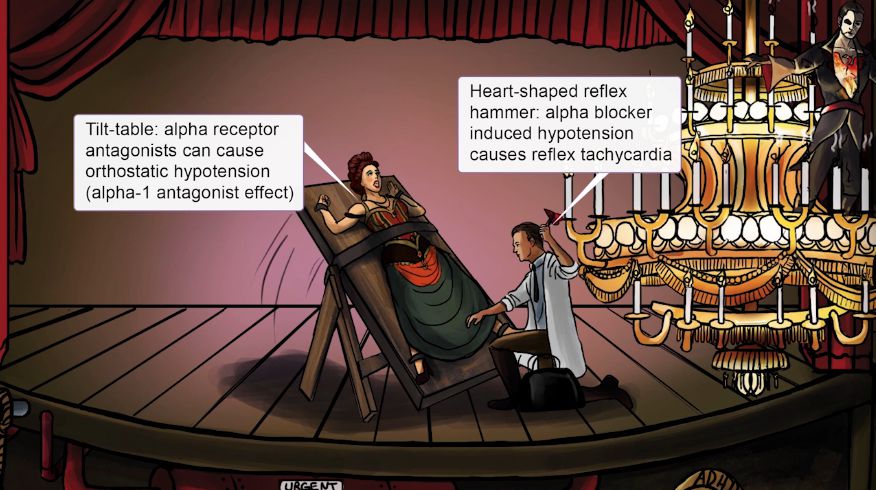 Tilt-table: alpha receptor
antagonists can cause
orthostatic hypotension
(alpha-1 antagonist effect)
Heart-shaped reflex
hammer: alpha blocker
induced hypotension
causes reflex tachycardia
URGENT